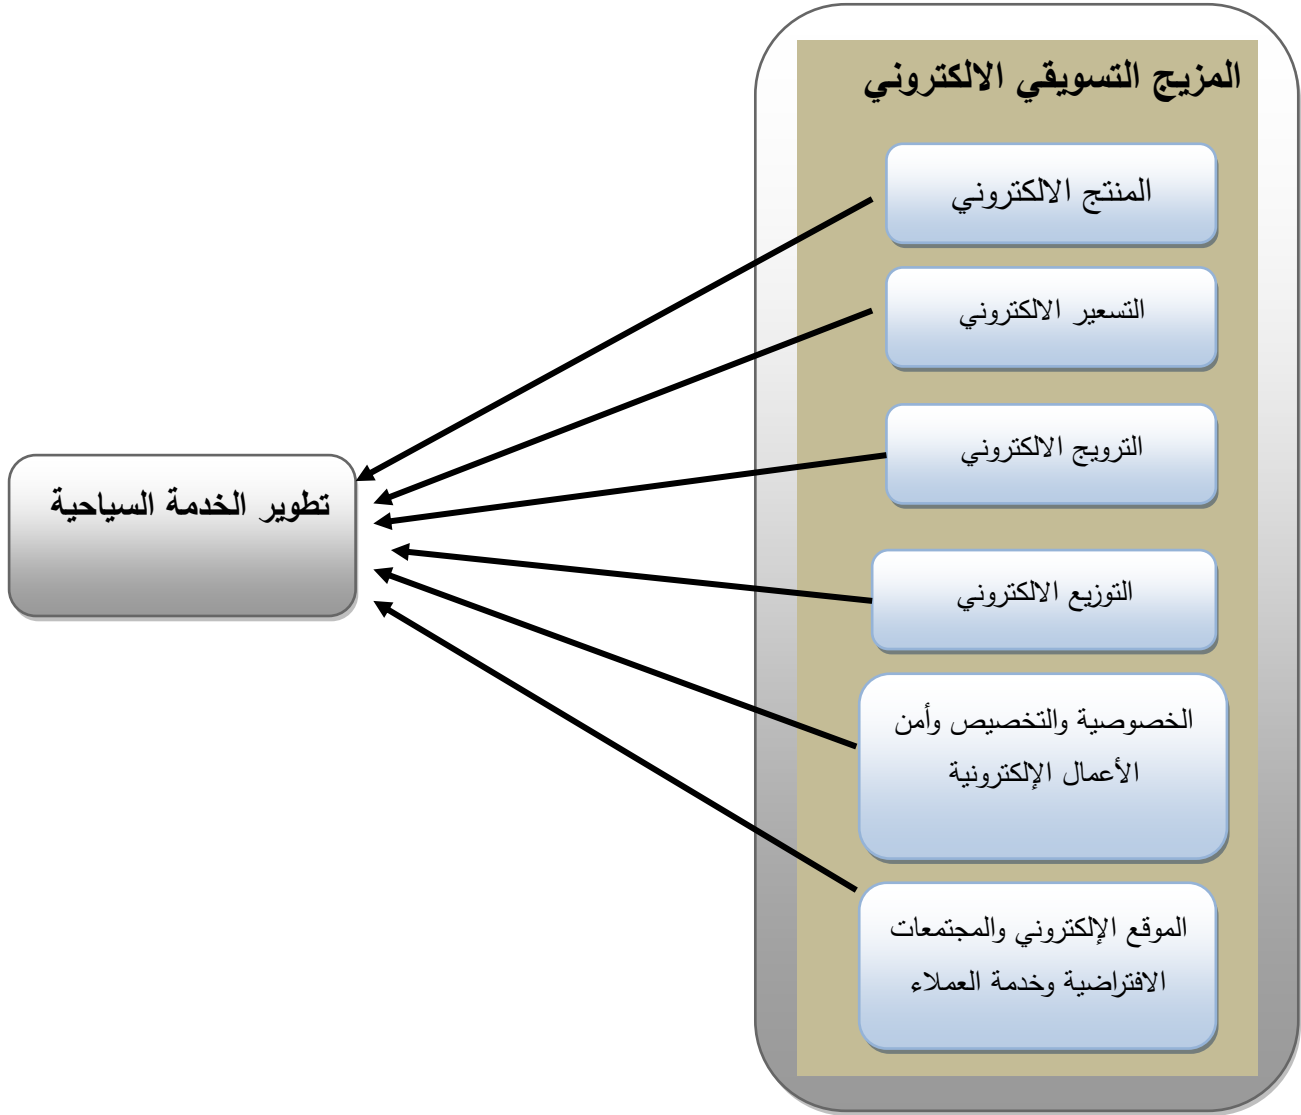 المزيج التسويقي الالكتروني
المنتج الالكتروني
التسعير الالكتروني
الترويج الالكتروني
التوزيع الالكتروني
الخصوصية والتخصيص وأمن
الأعمال الإلكترونية
الموقع الإلكتروني والمجتمعات
الافتراضية وخدمة العملاء
تطوير الخدمة السياحية